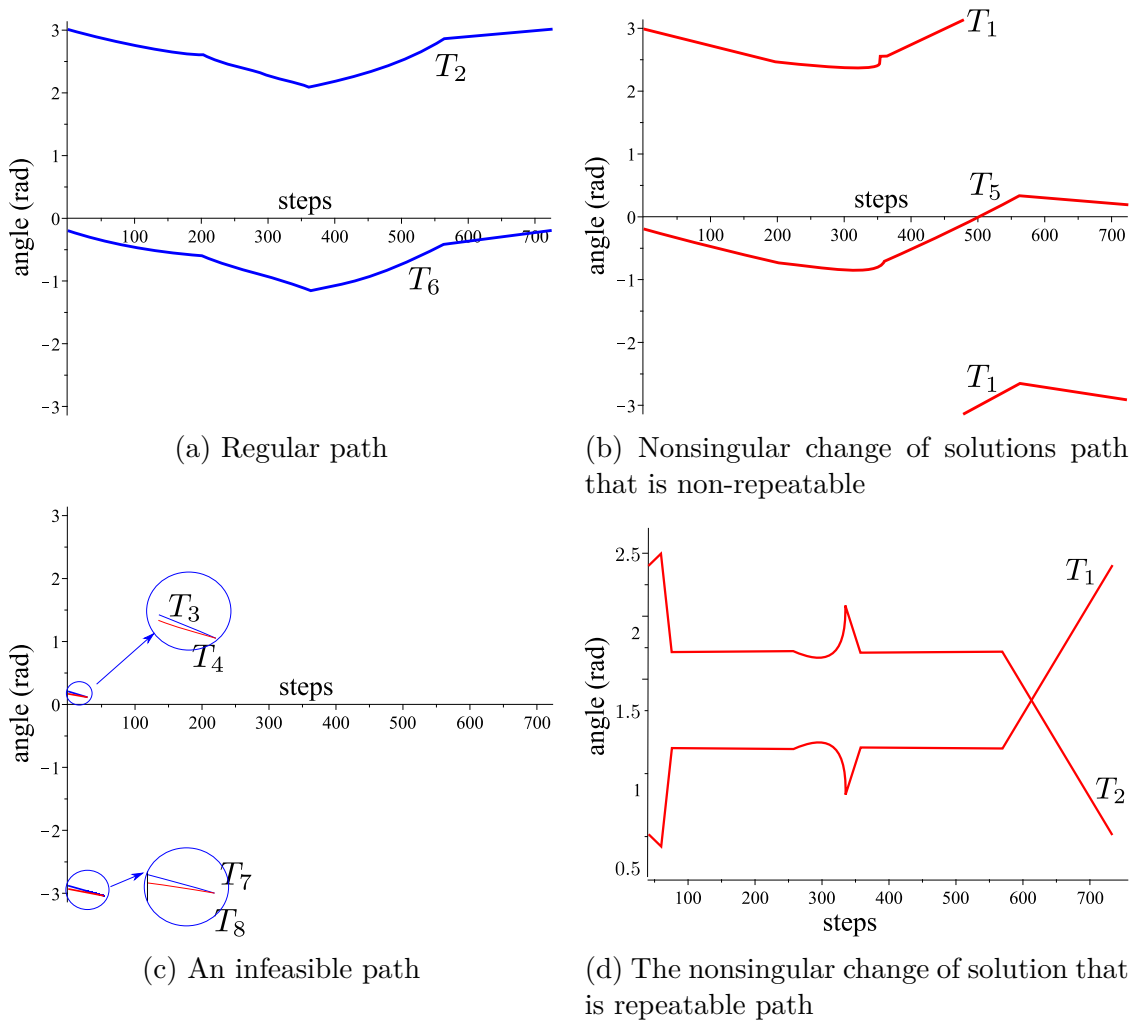 3
2
1
0
−1
−2
−3
angle (rad)
steps
100 200 300 400 500 600 700
T2
T6
(a) Regular path
3
2
1
0
−1
−2
−3
angle (rad)
steps
100 200 300 400 500 600 700
T1
T5
T1
(b) Nonsingular change of solutions path
that is non-repeatable
3
2
1
0
−1
−2
−3
angle (rad)
steps
100 200 300 400 500 600 700
T3
T4
T7
T8
(c) An infeasible path
2.5
2
1.5
1
0.5
angle (rad)
100 200 300 400 500 600 700
steps
T1
T2
(d) The nonsingular change of solution that
is repeatable path